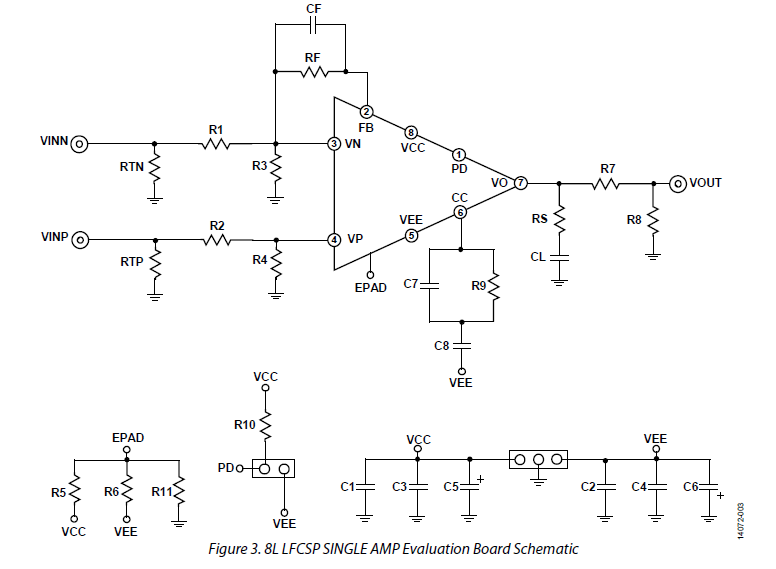 CF
RF
2
FB
VINN
R1
3 VN
8
VCC
RTN
R3
1
PD
VO 7
R7
VOUT
CC
6
VINP
R2
4 VP
VEE
5
RS
R8
RTP
R4
CL
EPAD
C7
R9
C8
VEE
VCC
R10
EPAD
VCC
VEE
PD
R5
R6
R11
C1
C3
C5
+
C2
C4
C6
+
VCC
VEE
VEE
14072-003
Figure 3. 8L LFCSP SINGLE AMP Evaluation Board Schematic